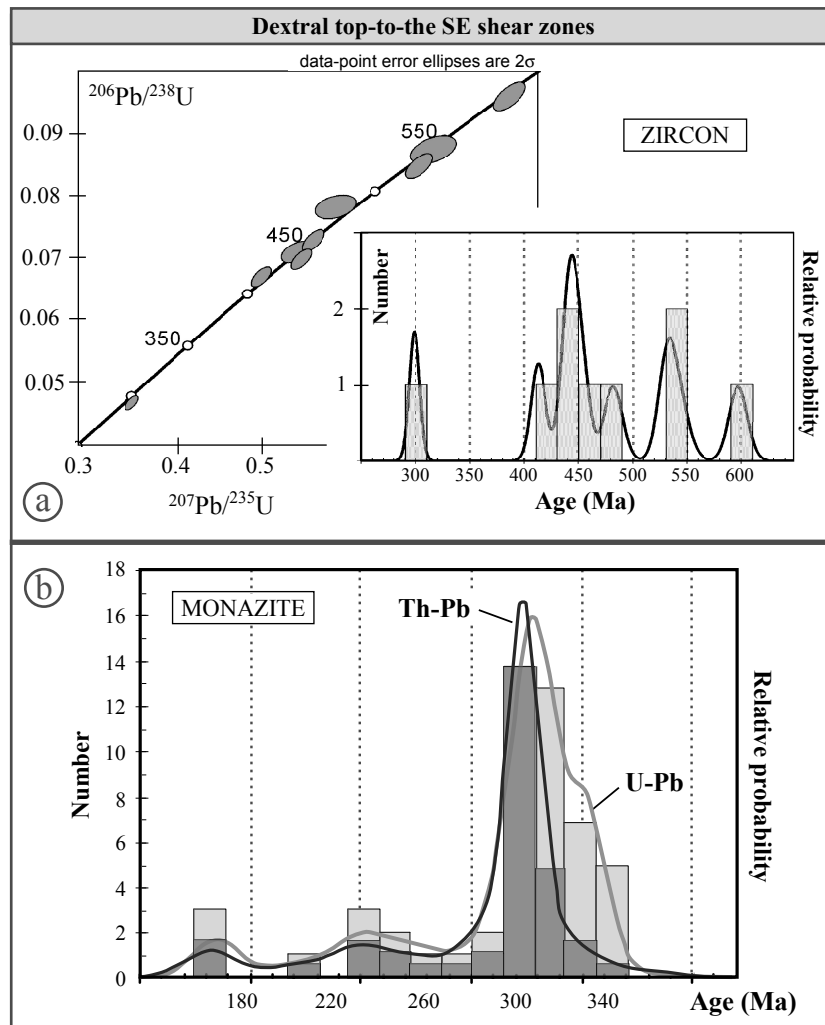 Dextral top-to-the SE shear zones
data-point error ellipses are 2σ
²⁰⁶Pb/²³⁸U
ZIRCON
0.09
0.08
0.07
0.06
0.05
550
450
350
0.3
0.4
0.5
²⁰⁷Pb/²³⁵U
a
Number
Relative probability
2
1
300
400
450
500
550
600
Age (Ma)
b
MONAZITE
Th-Pb
U-Pb
Number
Relative probability
18
16
14
12
10
8
6
4
2
0
180
220
260
300
340
Age (Ma)